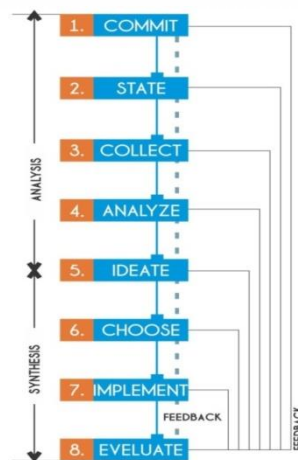 1. COMMIT
2. STATE
3. COLLECT
4. ANALYZE
5. IDEATE
6. CHOOSE
7. IMPLEMENT
8. EVELUATE
ANALYSIS
SYNTHESIS
FEEDBACK
FEEDBACK